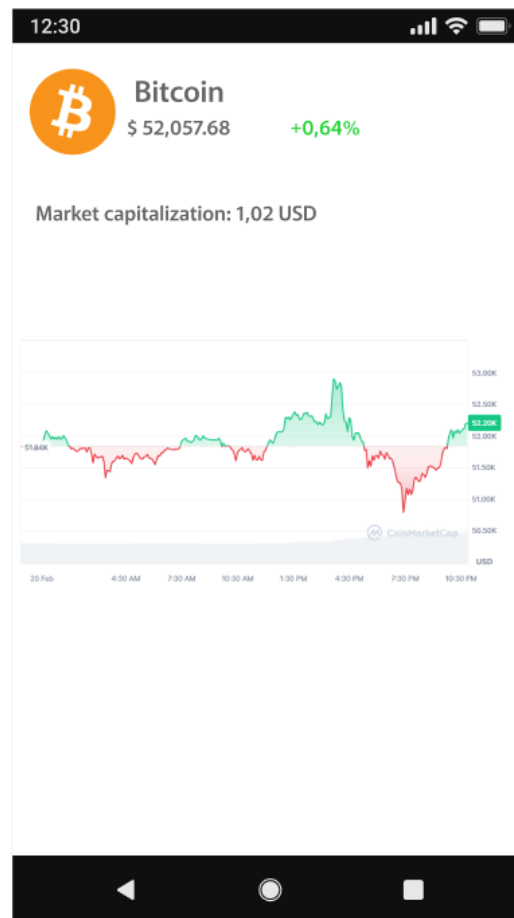 12:30
Bitcoin
$ 52,057.68 +0,64%
Market capitalization: 1,02 USD
53.00K
52.50K
52.20K
52.00K
51.84K
51.50K
51.00K
CoinMarketCap
50.50K
USD
20 Feb 4:30 AM 7:30 AM 10:30 AM 1:30 PM 4:30 PM 7:30 PM 10:30 PM